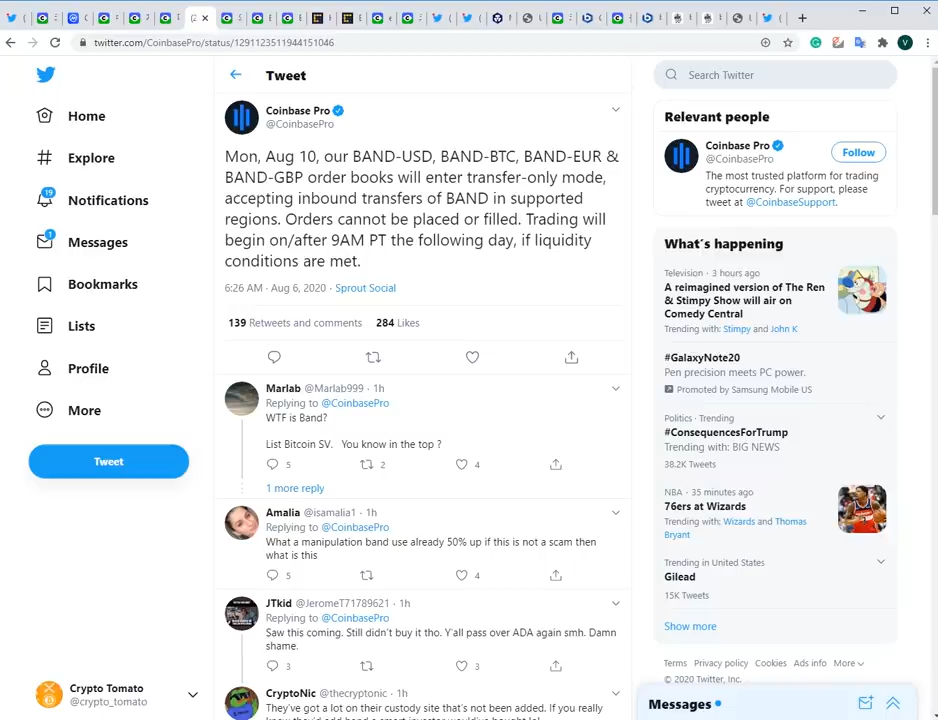 twitter.com/CoinbasePro/status/1291123511944151046
V
Home
Explore
19
Notifications
1
Messages
Bookmarks
Lists
Profile
More
Tweet
Crypto Tomato
@crypto_tomato
Tweet
Coinbase Pro
@CoinbasePro
Mon, Aug 10, our BAND-USD, BAND-BTC, BAND-EUR &
BAND-GBP order books will enter transfer-only mode,
accepting inbound transfers of BAND in supported
regions. Orders cannot be placed or filled. Trading will
begin on/after 9AM PT the following day, if liquidity
conditions are met.
6:26 AM · Aug 6, 2020 · Sprout Social
139 Retweets and comments 284 Likes
Marlab @Marlab999 · 1h
Replying to @CoinbasePro
WTF is Band?
List Bitcoin SV. You know in the top ?
5 2 4
1 more reply
Amalia @isamalia1 · 1h
Replying to @CoinbasePro
What a manipulation band use already 50% up if this is not a scam then
what is this
5 4
JTkid @JeromeT71789621 · 1h
Replying to @CoinbasePro
Saw this coming. Still didn't buy it tho. Y'all pass over ADA again smh. Damn
shame.
3 3
CryptoNic @thecryptonic · 1h
They've got a lot on their custody site that's not been added. If you really
Search Twitter
Relevant people
Coinbase Pro
@CoinbasePro
Follow
The most trusted platform for trading
cryptocurrency. For support, please
tweet at @CoinbaseSupport.
What's happening
Television · 3 hours ago
A reimagined version of The Ren
& Stimpy Show will air on
Comedy Central
Trending with: Stimpy and John K
#GalaxyNote20
Pen precision meets PC power.
Promoted by Samsung Mobile US
Politics · Trending
#ConsequencesForTrump
Trending with: BIG NEWS
38.2K Tweets
NBA · 35 minutes ago
76ers at Wizards
Trending with: Wizards and Thomas
Bryant
Trending in United States
Gilead
15K Tweets
Show more
Terms Privacy policy Cookies Ads info More
© 2020 Twitter, Inc.
Messages